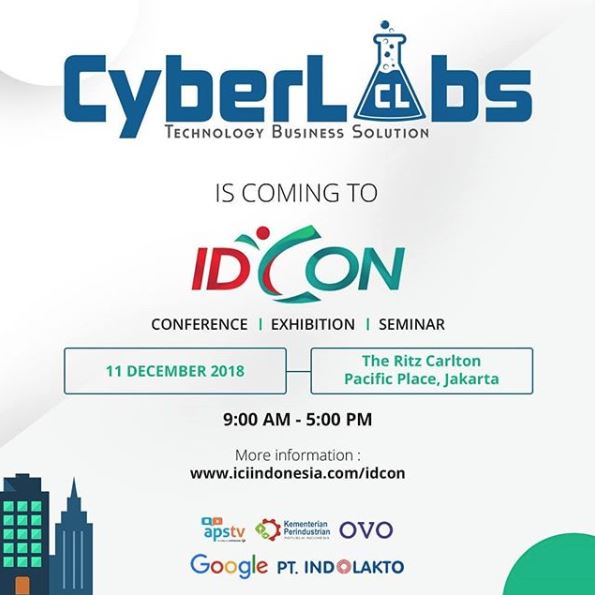 CyberLabs
CL
TECHNOLOGY BUSINESS SOLUTION
IS COMING TO
IDCON
CONFERENCE | EXHIBITION | SEMINAR
11 DECEMBER 2018
The Ritz Carlton
Pacific Place, Jakarta
9:00 AM - 5:00 PM
More information :
www.iciindonesia.com/idcon
apstv
Kementerian
Perindustrian
REPUBLIK INDONESIA
OVO
Google
PT. INDOLAKTO